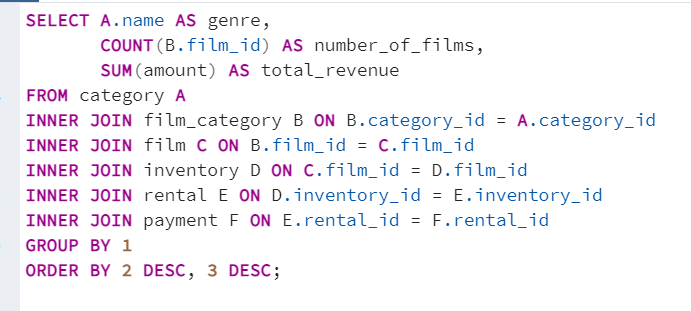 SELECT A.name AS genre,
COUNT(B.film_id) AS number_of_films,
SUM(amount) AS total_revenue
FROM category A
INNER JOIN film_category B ON B.category_id = A.category_id
INNER JOIN film C ON B.film_id = C.film_id
INNER JOIN inventory D ON C.film_id = D.film_id
INNER JOIN rental E ON D.inventory_id = E.inventory_id
INNER JOIN payment F ON E.rental_id = F.rental_id
GROUP BY 1
ORDER BY 2 DESC, 3 DESC;